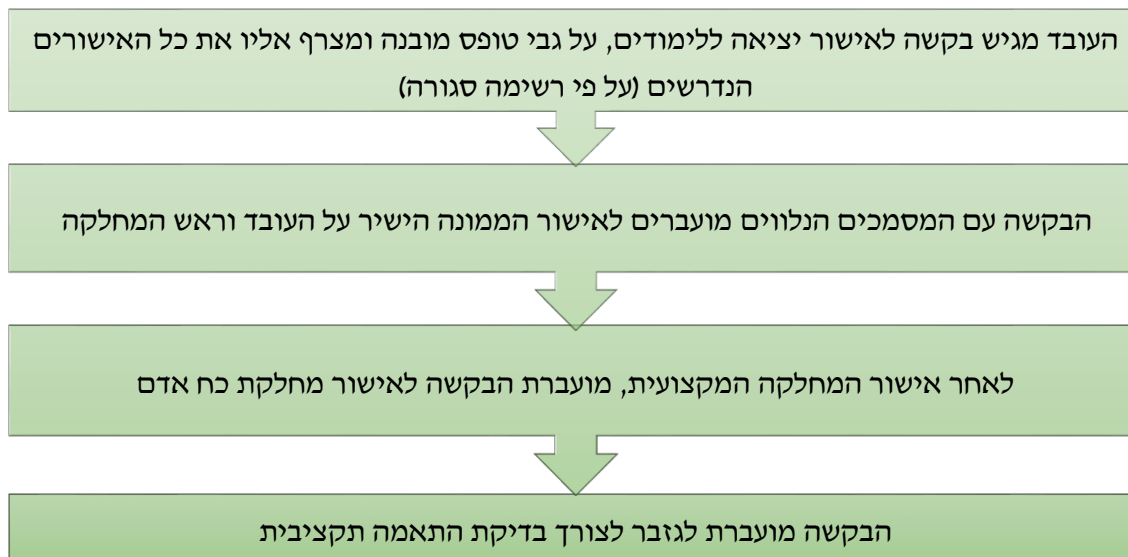 העובד מגיש בקשה לאישור יציאה ללימודים, על גבי טופס מובנה ומצרף אליו את כל האישורים
הנדרשים (על פי רשימה סגורה)
הבקשה עם המסמכים הנלווים מועברים לאישור הממונה הישיר על העובד וראש המחלקה
לאחר אישור המחלקה המקצועית, מועברת הבקשה לאישור מחלקת כח אדם
הבקשה מועברת לגזבר לצורך בדיקת התאמה תקציבית